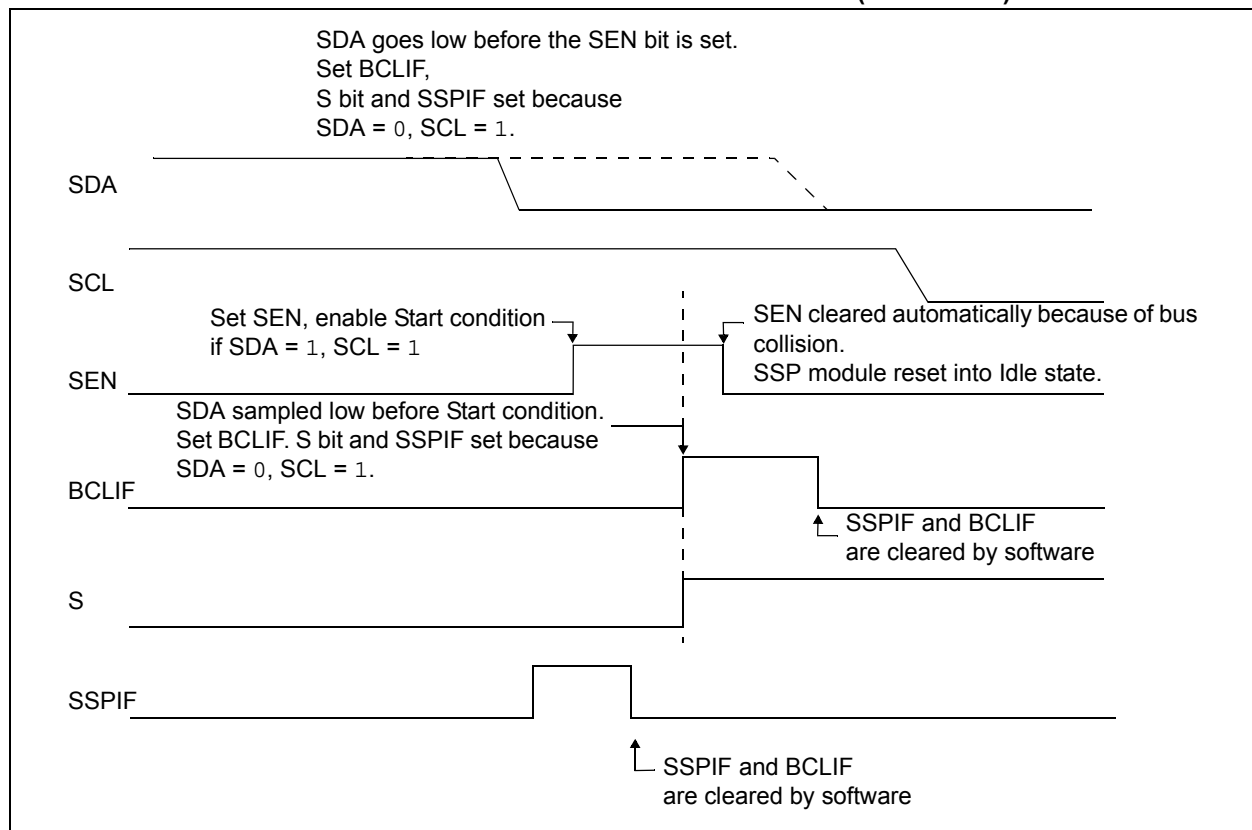 SDA goes low before the SEN bit is set.
Set BCLIF,
S bit and SSPIF set because
SDA = 0, SCL = 1.
SDA
SCL
Set SEN, enable Start condition
if SDA = 1, SCL = 1
SEN cleared automatically because of bus
collision.
SSP module reset into Idle state.
SEN
SDA sampled low before Start condition.
Set BCLIF. S bit and SSPIF set because
SDA = 0, SCL = 1.
BCLIF
SSPIF and BCLIF
are cleared by software
S
SSPIF
SSPIF and BCLIF
are cleared by software